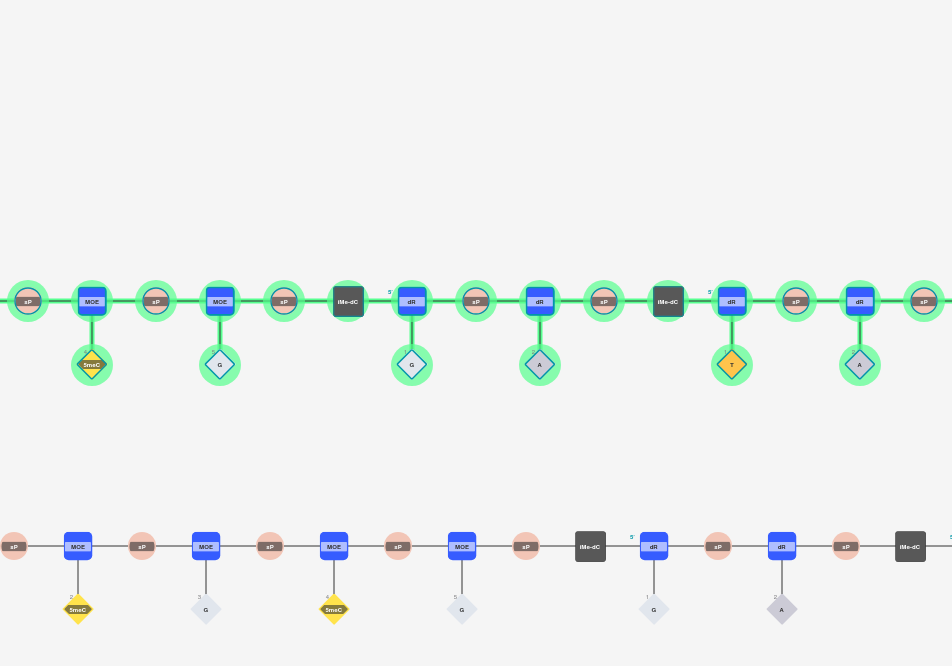 5' 5'
sP MOE sP MOE sP iMe-dC dR sP dR sP iMe-dC dR sP dR sP
5meC G G A T A
5' 5'
sP MOE sP MOE sP MOE sP MOE sP iMe-dC dR sP dR sP iMe-dC
2 3 4 5 1 2
5meC G 5meC G G A